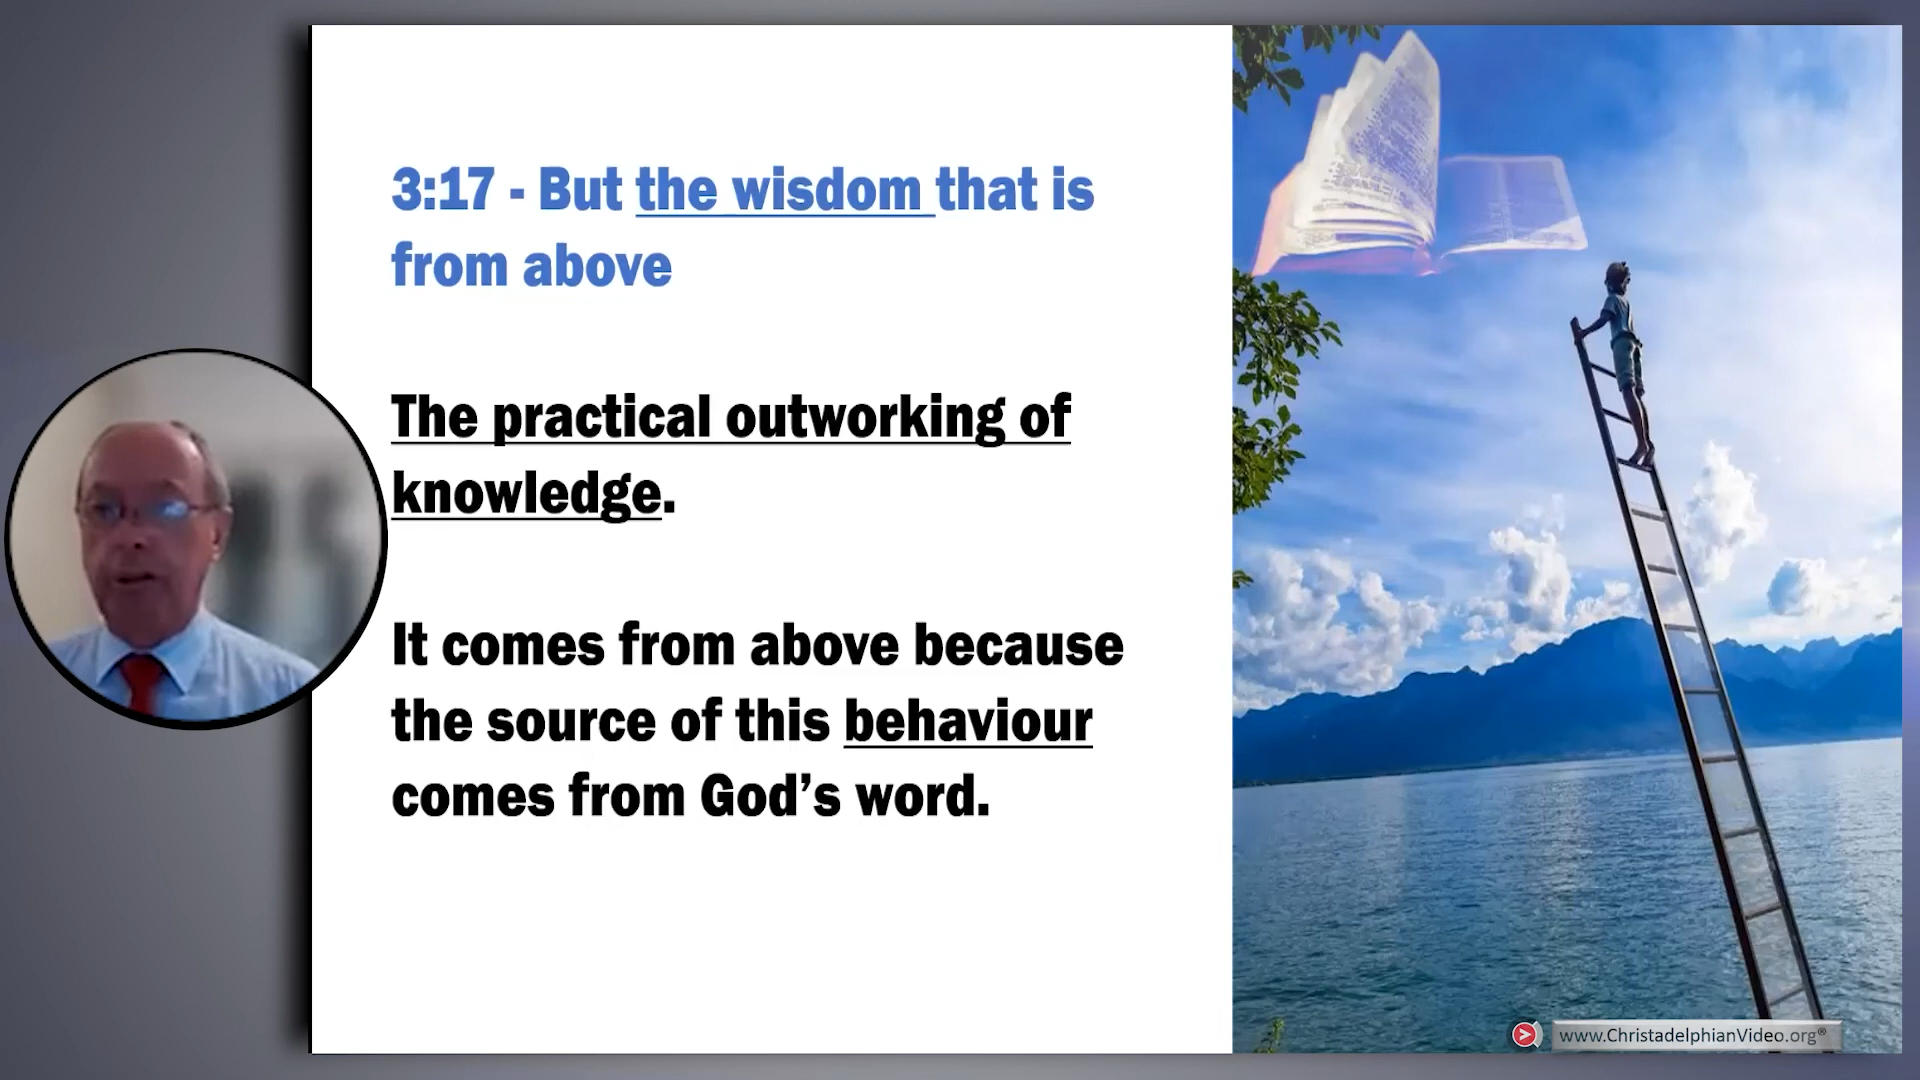 3:17 - But the wisdom that is
from above
The practical outworking of
knowledge.
It comes from above because
the source of this behaviour
comes from God’s word.
www.ChristadelphianVideo.org®